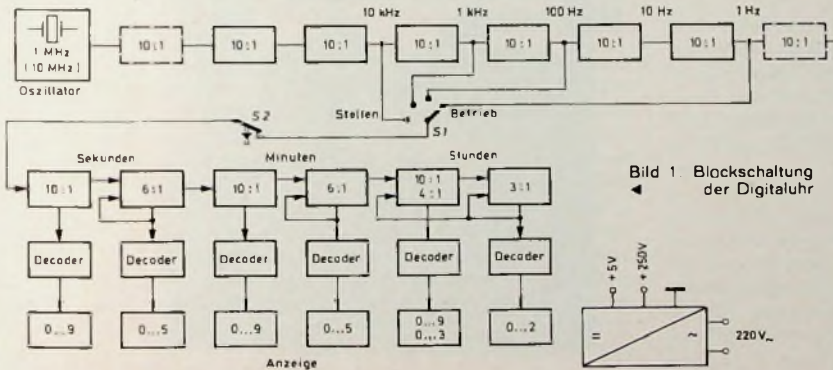 10 kHz 1 kHz 100 Hz 10 Hz 1 Hz
1 MHz
(10 MHz)
10:1 10:1 10:1 10:1 10:1 10:1 10:1 10:1
Oszillator
Stellen Betrieb
S2 S1
Sekunden Minuten Stunden
10:1 6:1 10:1 6:1 10:1 3:1
4:1
Bild 1. Blockschaltung
der Digitaluhr
Decoder Decoder Decoder Decoder Decoder Decoder
+5V +250V
0...9 0...5 0...9 0...5 0...9 0...2
0...3
= ~ 220V~
Anzeige